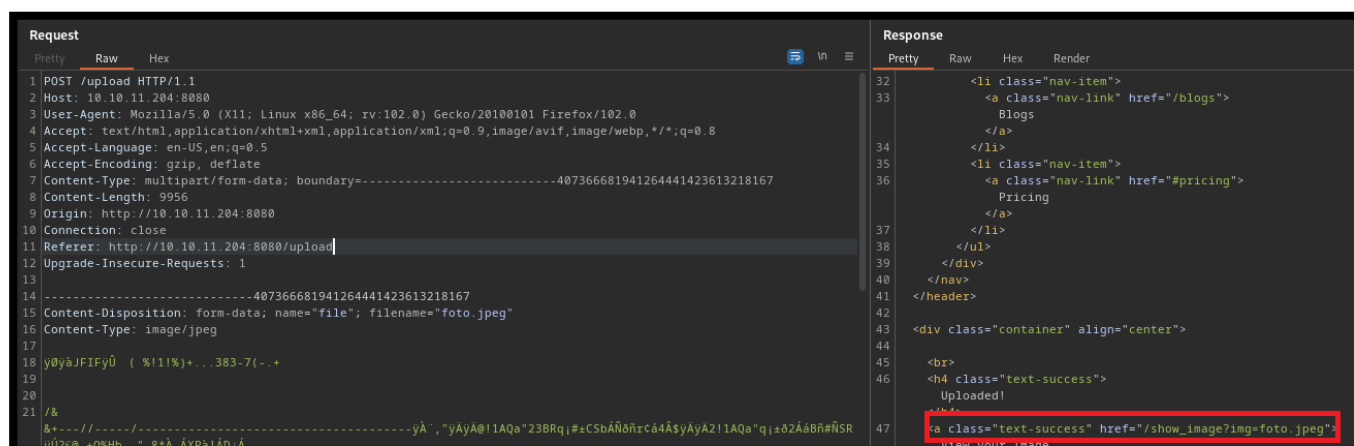 Request
Pretty Raw Hex
\n
1 POST /upload HTTP/1.1
2 Host: 10.10.11.204:8080
3 User-Agent: Mozilla/5.0 (X11; Linux x86_64; rv:102.0) Gecko/20100101 Firefox/102.0
4 Accept: text/html,application/xhtml+xml,application/xml;q=0.9,image/avif,image/webp,*/*;q=0.8
5 Accept-Language: en-US,en;q=0.5
6 Accept-Encoding: gzip, deflate
7 Content-Type: multipart/form-data; boundary=---------------------------407366681941264441423613218167
8 Content-Length: 9956
9 Origin: http://10.10.11.204:8080
10 Connection: close
11 Referer: http://10.10.11.204:8080/upload
12 Upgrade-Insecure-Requests: 1
13
14 -----------------------------407366681941264441423613218167
15 Content-Disposition: form-data; name="file"; filename="foto.jpeg"
16 Content-Type: image/jpeg
17
18 ÿØÿàJFIFÿÛ ( %!1!%)+...383-7(-.+
19
20
21 /&
Response
Pretty Raw Hex Render
32 <li class="nav-item">
33 <a class="nav-link" href="/blogs">
Blogs
</a>
34 </li>
35 <li class="nav-item">
36 <a class="nav-link" href="#pricing">
Pricing
</a>
37 </li>
38 </ul>
39 </div>
40 </nav>
41 </header>
42
43 <div class="container" align="center">
44
45 <br>
46 <h4 class="text-success">
Uploaded!
47 <a class="text-success" href="/show_image?img=foto.jpeg">